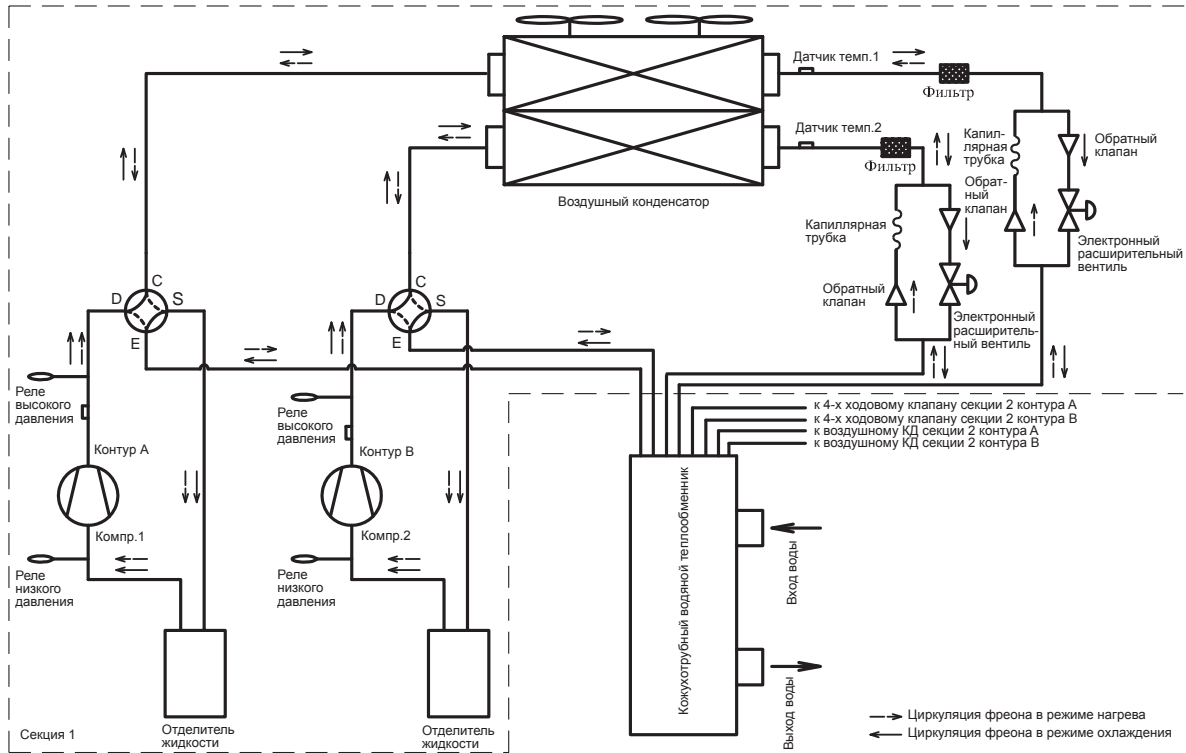 Датчик темп.1
Фильтр
Датчик темп.2
Фильтр
Капил-
лярная
трубка
Обрат-
ный
клапан
Обратный
клапан
Воздушный конденсатор
Капиллярная
трубка
Обратный
клапан
Электронный
расширительный
вентиль
Электронный
расширитель-
ный вентиль
C
D
S
E
C
D
S
E
Реле
высокого
давления
Реле
высокого
давления
Контур А
Контур В
к 4-х ходовому клапану секции 2 контура А
к 4-х ходовому клапану секции 2 контура В
к воздушному КД секции 2 контура А
к воздушному КД секции 2 контура В
Компр.1
Компр.2
Реле
низкого
давления
Реле
низкого
давления
Кожухотрубный водяной теплообменник
Вход воды
Выход воды
Секция 1
Отделитель
жидкости
Отделитель
жидкости
Циркуляция фреона в режиме нагрева
Циркуляция фреона в режиме охлаждения